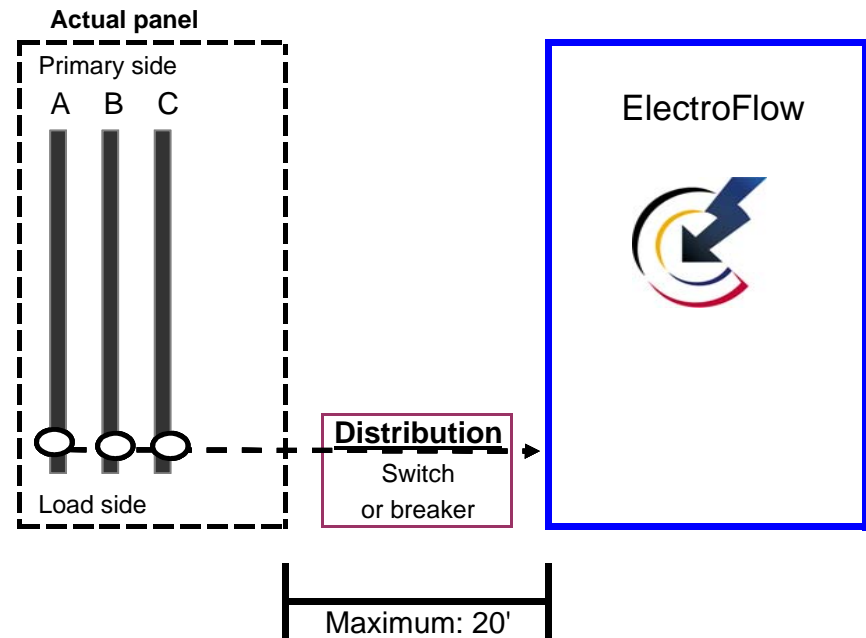 Actual panel
Primary side
A B C
ElectroFlow
Distribution
Switch
or breaker
Load side
Maximum: 20'